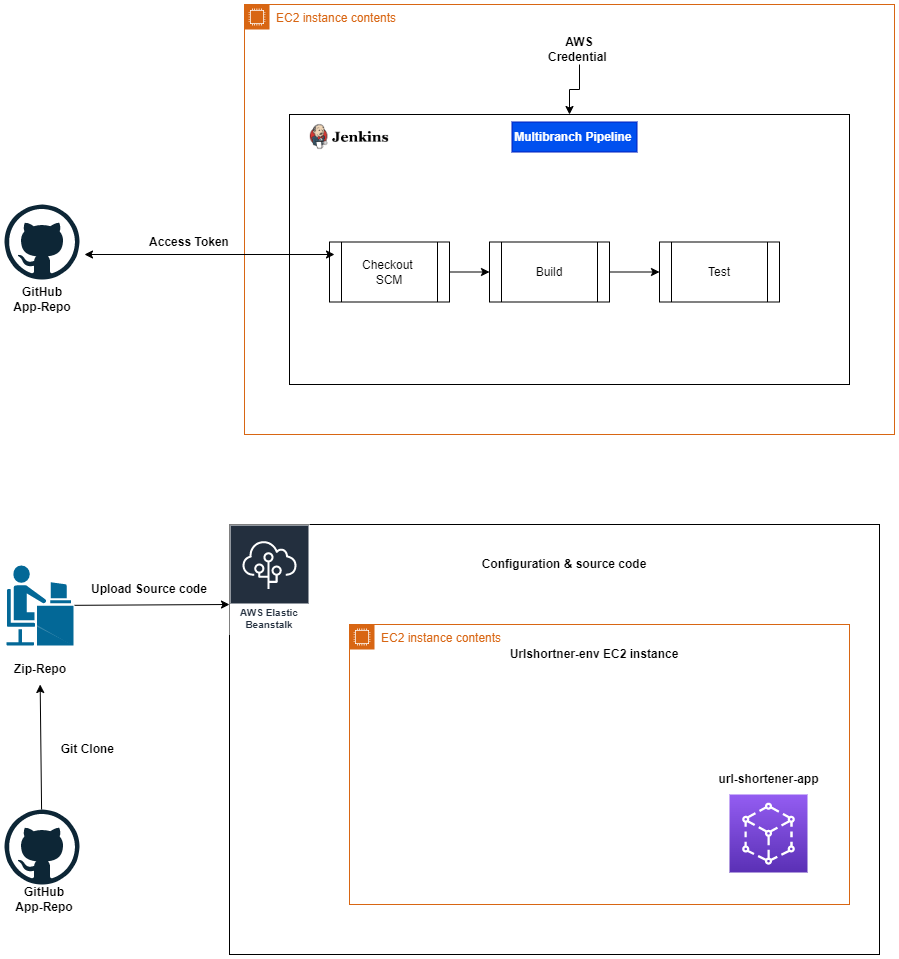 EC2 instance contents
AWS
Credential
Jenkins
Multibranch Pipeline
Access Token
Checkout
SCM
Build
Test
GitHub
App-Repo
Configuration & source code
Upload Source code
AWS Elastic
Beanstalk
EC2 instance contents
Urlshortner-env EC2 instance
Zip-Repo
Git Clone
url-shortener-app
GitHub
App-Repo